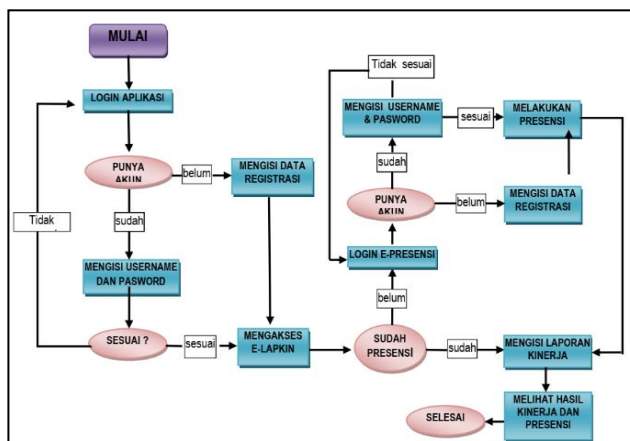 MULAI
LOGIN APLIKASI
PUNYA
AKUN
belum
MENGISI DATA
REGISTRASI
sudah
Tidak
MENGISI USERNAME
DAN PASWORD
SESUAI ?
sesuai
MENGAKSES
E-LAPKIN
SUDAH
PRESENSI
belum
sudah
LOGIN E-PRESENSI
PUNYA
AKUN
belum
MENGISI DATA
REGISTRASI
sudah
MENGISI USERNAME
& PASWORD
Tidak sesuai
sesuai
MELAKUKAN
PRESENSI
MENGISI LAPORAN
KINERJA
MELIHAT HASIL
KINERJA DAN
PRESENSI
SELESAI